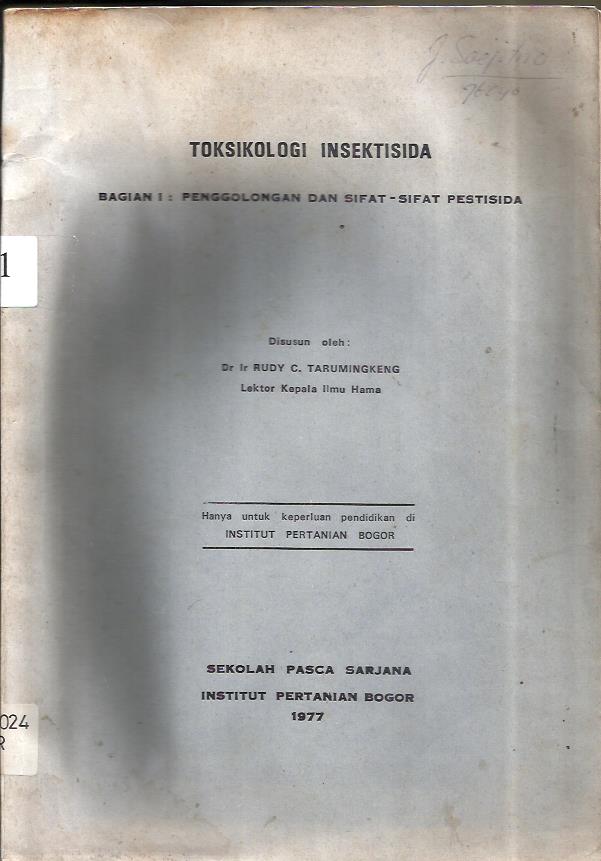 J. Soejitno
TOKSIKOLOGI INSEKTISIDA
BAGIAN I : PENGGOLONGAN DAN SIFAT - SIFAT PESTISIDA
1
Disusun oleh :
Dr Ir RUDY C. TARUMINGKENG
Lektor Kepala Ilmu Hama
Hanya untuk keperluan pendidikan di
INSTITUT PERTANIAN BOGOR
SEKOLAH PASCA SARJANA
INSTITUT PERTANIAN BOGOR
1977
024
R